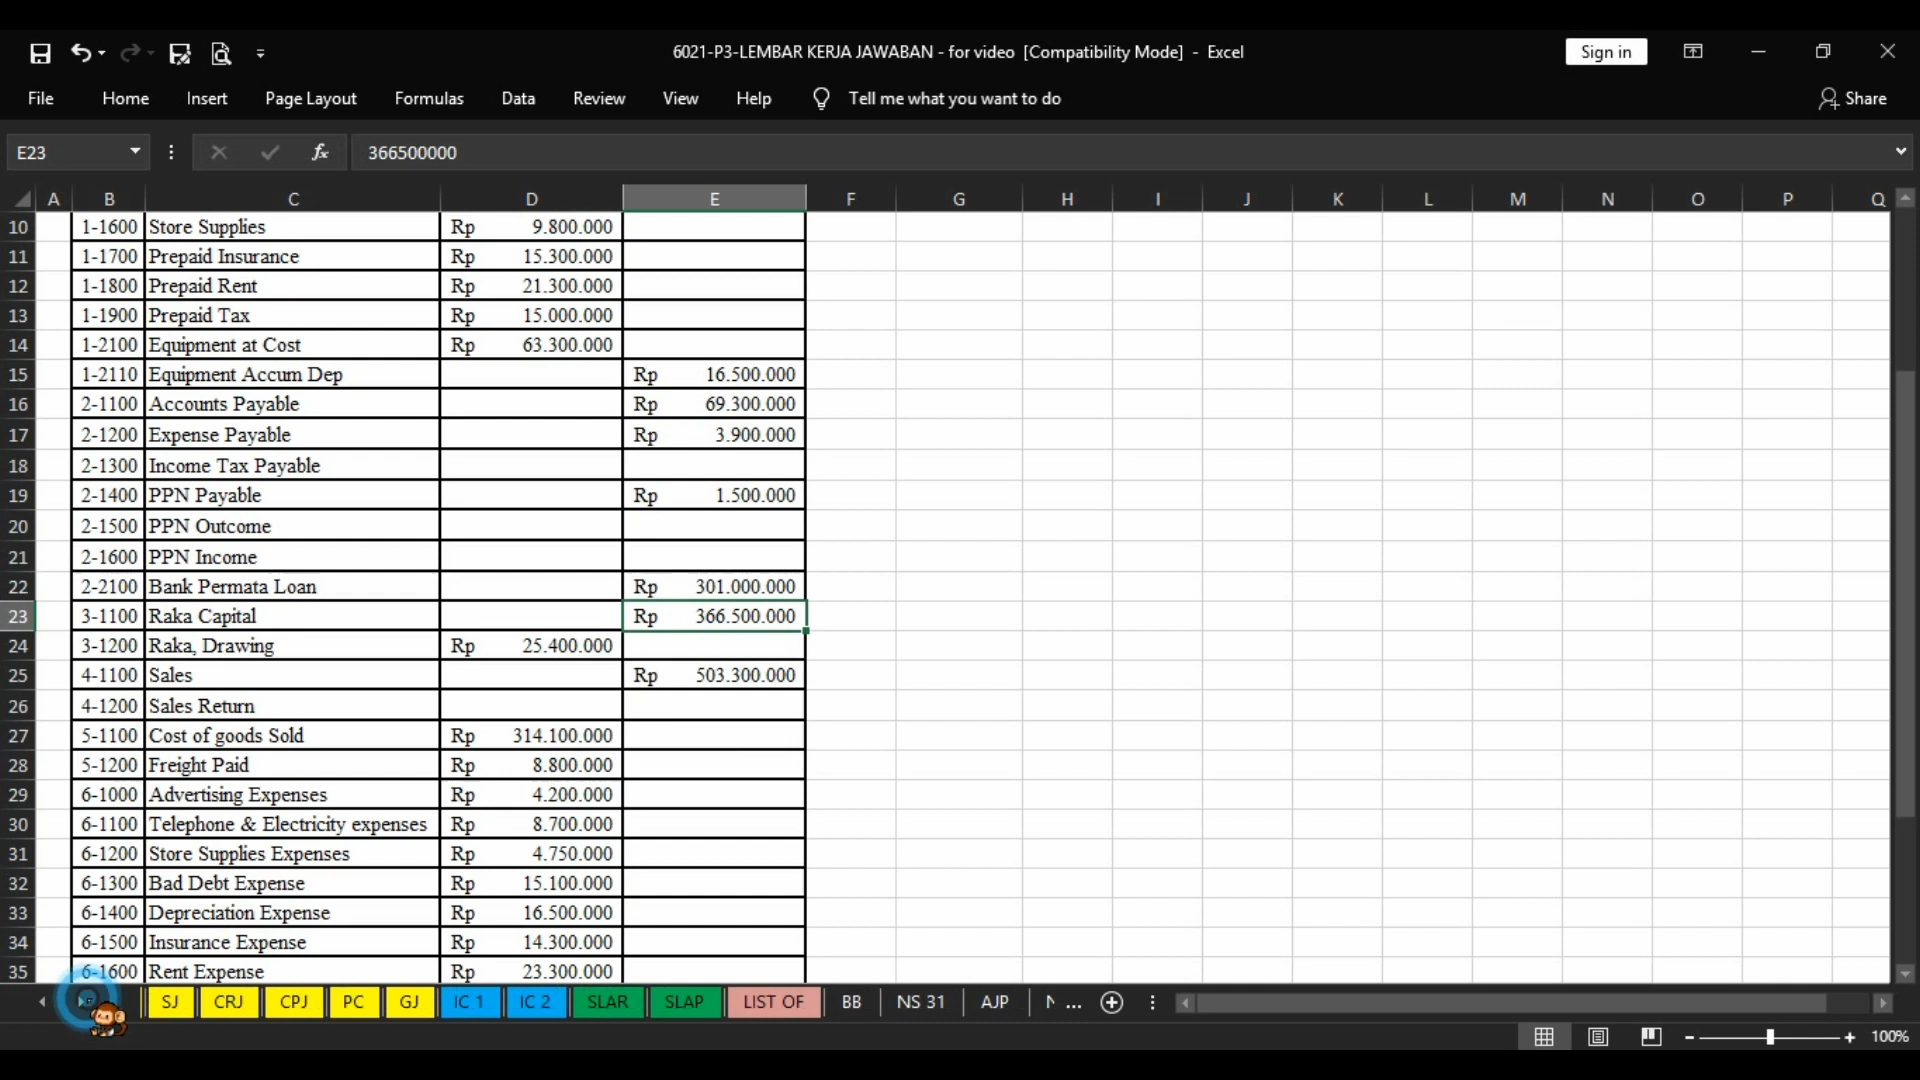 6021-P3-LEMBAR KERJA JAWABAN - for video [Compatibility Mode] - Excel
Sign in
File Home Insert Page Layout Formulas Data Review View Help Tell me what you want to do Share
E23 fx 366500000
A B C D E F G H I J K L M N O P Q
10 1-1600 Store Supplies Rp 9.800.000
11 1-1700 Prepaid Insurance Rp 15.300.000
12 1-1800 Prepaid Rent Rp 21.300.000
13 1-1900 Prepaid Tax Rp 15.000.000
14 1-2100 Equipment at Cost Rp 63.300.000
15 1-2110 Equipment Accum Dep Rp 16.500.000
16 2-1100 Accounts Payable Rp 69.300.000
17 2-1200 Expense Payable Rp 3.900.000
18 2-1300 Income Tax Payable
19 2-1400 PPN Payable Rp 1.500.000
20 2-1500 PPN Outcome
21 2-1600 PPN Income
22 2-2100 Bank Permata Loan Rp 301.000.000
23 3-1100 Raka Capital Rp 366.500.000
24 3-1200 Raka, Drawing Rp 25.400.000
25 4-1100 Sales Rp 503.300.000
26 4-1200 Sales Return
27 5-1100 Cost of goods Sold Rp 314.100.000
28 5-1200 Freight Paid Rp 8.800.000
29 6-1000 Advertising Expenses Rp 4.200.000
30 6-1100 Telephone & Electricity expenses Rp 8.700.000
31 6-1200 Store Supplies Expenses Rp 4.750.000
32 6-1300 Bad Debt Expense Rp 15.100.000
33 6-1400 Depreciation Expense Rp 16.500.000
34 6-1500 Insurance Expense Rp 14.300.000
35 6-1600 Rent Expense Rp 23.300.000
SJ CRJ CPJ PC GJ IC 1 IC 2 SLAR SLAP LIST OF BB NS 31 AJP ...
100%